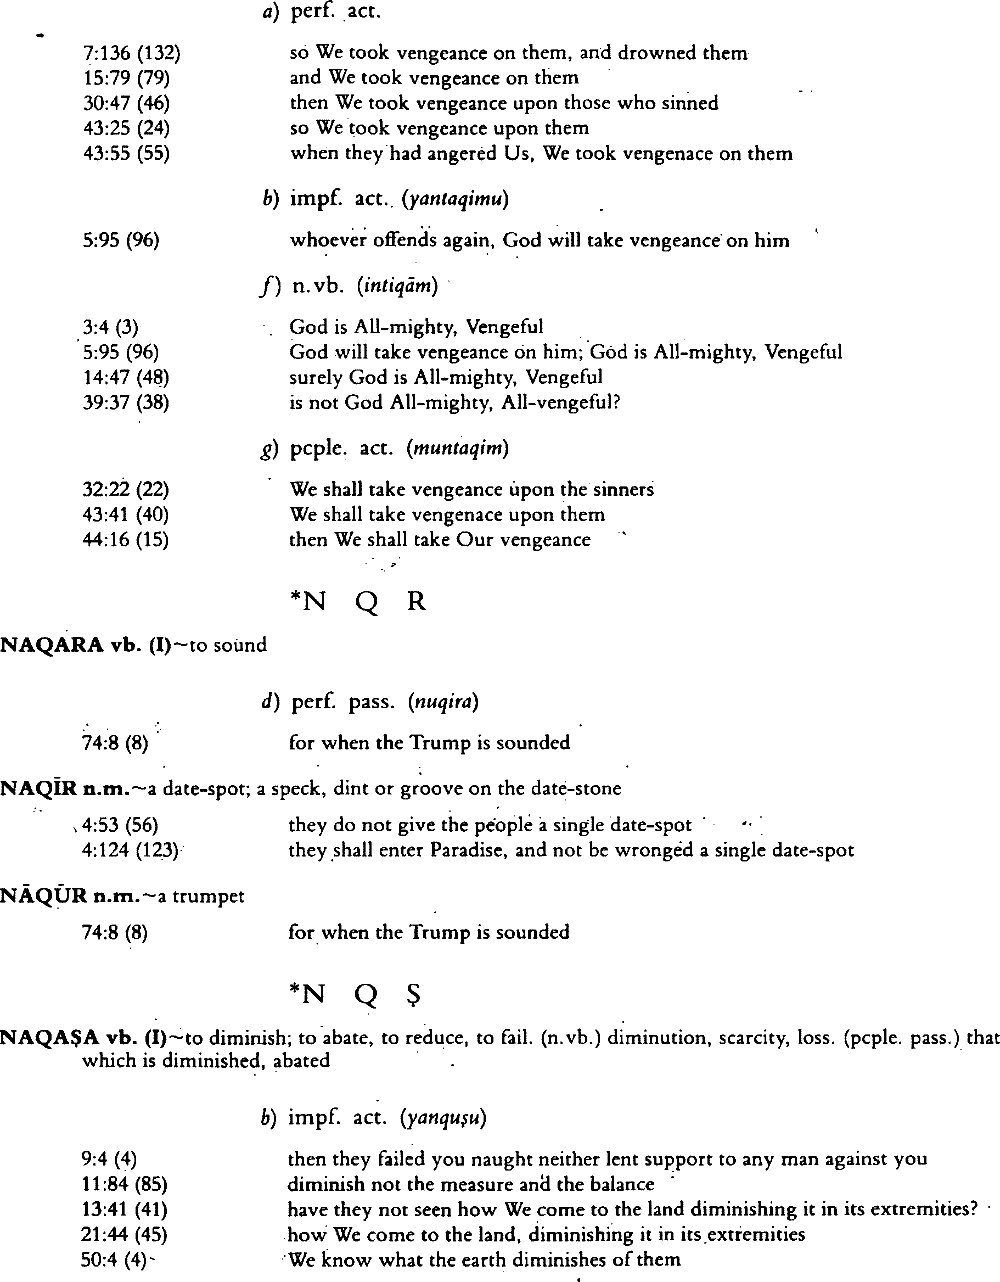 a) perf. act.
7:136 (132) so We took vengeance on them, and drowned them
15:79 (79) and We took vengeance on them
30:47 (46) then We took vengeance upon those who sinned
43:25 (24) so We took vengeance upon them
43:55 (55) when they had angered Us, We took vengenace on them
b) impf. act. (yantaqimu)
5:95 (96) whoever offends again, God will take vengeance on him
f) n.vb. (intiqām)
3:4 (3) God is All-mighty, Vengeful
5:95 (96) God will take vengeance on him; God is All-mighty, Vengeful
14:47 (48) surely God is All-mighty, Vengeful
39:37 (38) is not God All-mighty, All-vengeful?
g) pcple. act. (muntaqim)
32:22 (22) We shall take vengeance upon the sinners
43:41 (40) We shall take vengenace upon them
44:16 (15) then We shall take Our vengeance
*N Q R
NAQARA vb. (I)~to sound
d) perf. pass. (nuqira)
74:8 (8) for when the Trump is sounded
NAQĪR n.m.~a date-spot; a speck, dint or groove on the date-stone
4:53 (56) they do not give the people a single date-spot
4:124 (123) they shall enter Paradise, and not be wronged a single date-spot
NĀQŪR n.m.~a trumpet
74:8 (8) for when the Trump is sounded
*N Q Ṣ
NAQAṢA vb. (I)~to diminish; to abate, to reduce, to fail. (n.vb.) diminution, scarcity, loss. (pcple. pass.) that
which is diminished, abated
b) impf. act. (yanquṣu)
9:4 (4) then they failed you naught neither lent support to any man against you
11:84 (85) diminish not the measure and the balance
13:41 (41) have they not seen how We come to the land diminishing it in its extremities?
21:44 (45) how We come to the land, diminishing it in its extremities
50:4 (4) We know what the earth diminishes of them